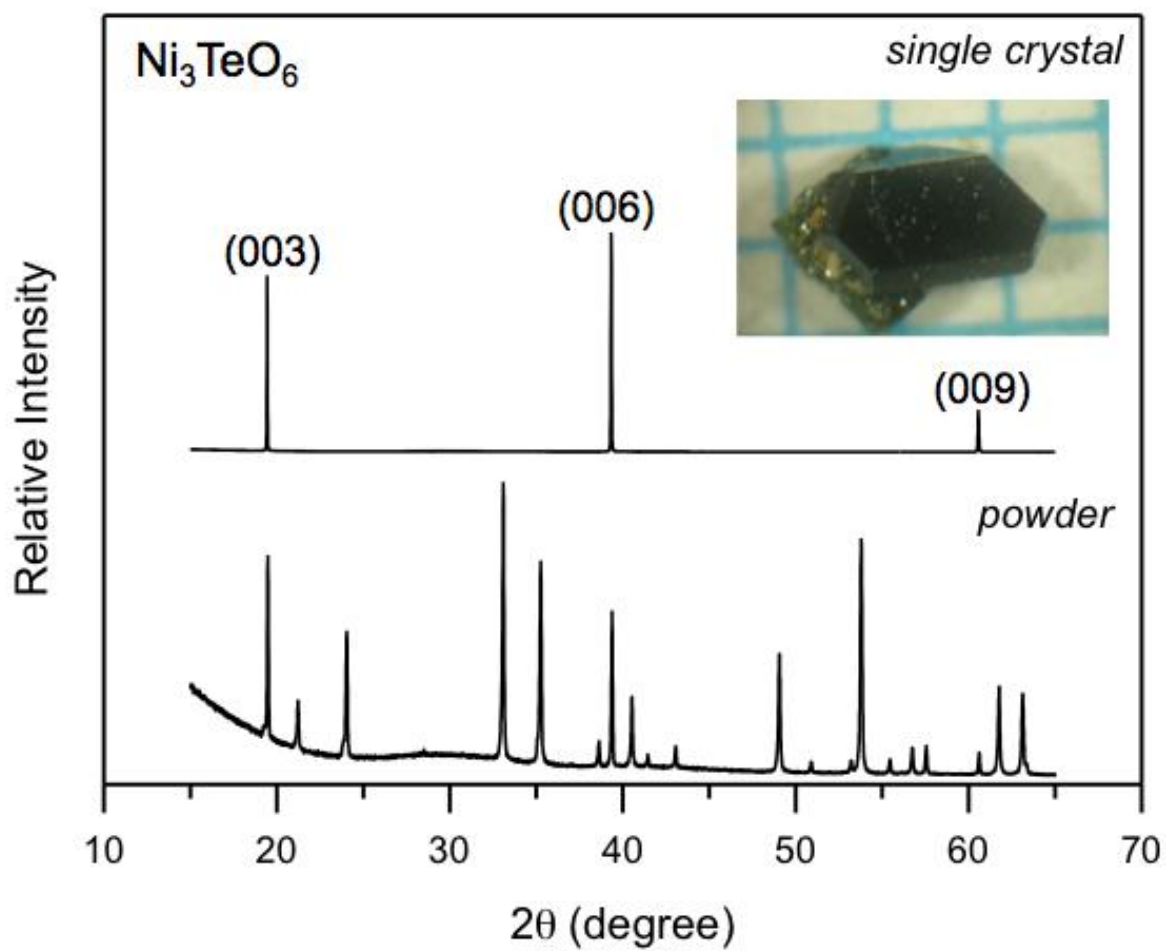 Ni₃TeO₆
single crystal
(003)
(006)
(009)
powder
Relative Intensity
10 20 30 40 50 60 70
2θ (degree)